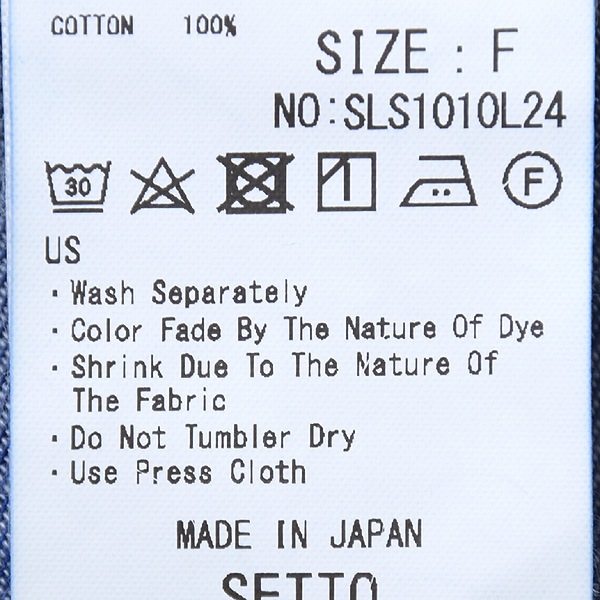 COTTON 100%
SIZE : F
NO:SLS1010L24
30 F
US
・Wash Separately
・Color Fade By The Nature Of Dye
・Shrink Due To The Nature Of
The Fabric
・Do Not Tumbler Dry
・Use Press Cloth
MADE IN JAPAN
SETTO